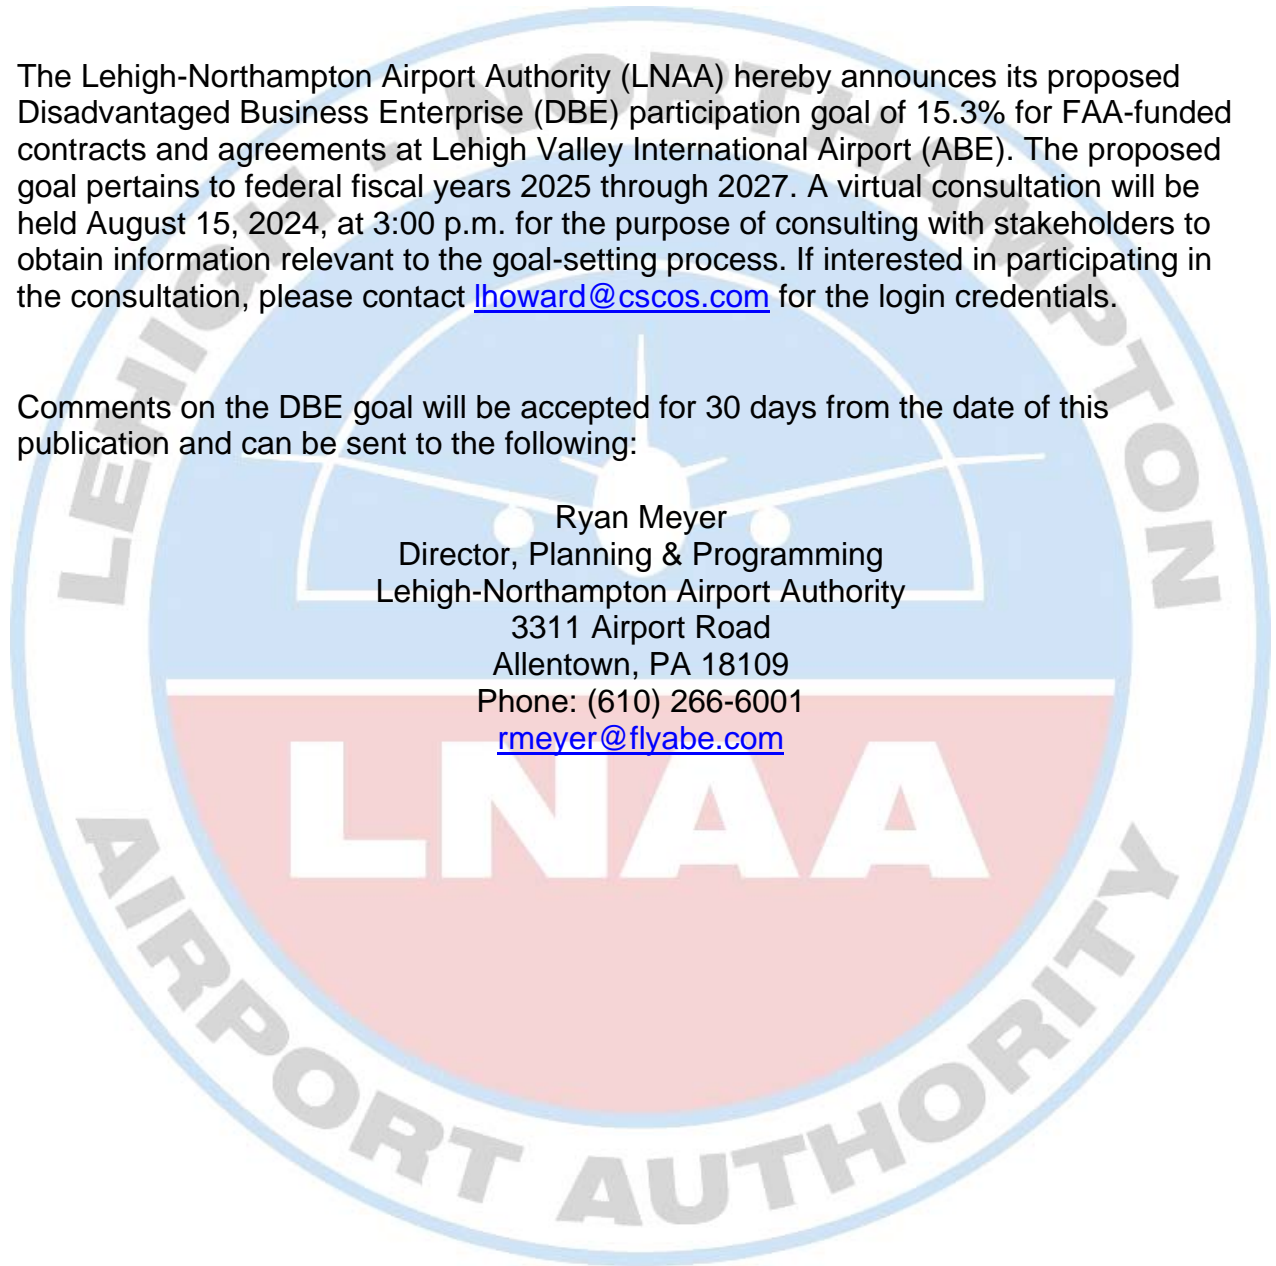 The Lehigh-Northampton Airport Authority (LNAA) hereby announces its proposed
Disadvantaged Business Enterprise (DBE) participation goal of 15.3% for FAA-funded
contracts and agreements at Lehigh Valley International Airport (ABE). The proposed
goal pertains to federal fiscal years 2025 through 2027. A virtual consultation will be
held August 15, 2024, at 3:00 p.m. for the purpose of consulting with stakeholders to
obtain information relevant to the goal-setting process. If interested in participating in
the consultation, please contact lhoward@cscos.com for the login credentials.
Comments on the DBE goal will be accepted for 30 days from the date of this
publication and can be sent to the following:
Ryan Meyer
Director, Planning & Programming
Lehigh-Northampton Airport Authority
3311 Airport Road
Allentown, PA 18109
Phone: (610) 266-6001
rmeyer@flyabe.com
LEHIGH - NORTHAMPTON
LNAA
AIRPORT AUTHORITY